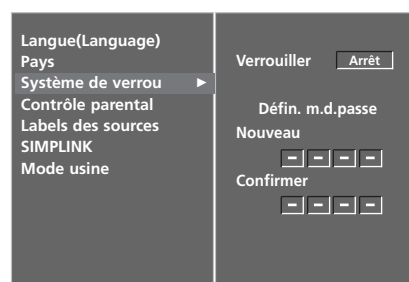 Langue(Language)
Pays
Système de verrou ►
Contrôle parental
Labels des sources
SIMPLINK
Mode usine
Verrouiller Arrêt
Défin. m.d.passe
Nouveau
– – – –
Confirmer
– – – –